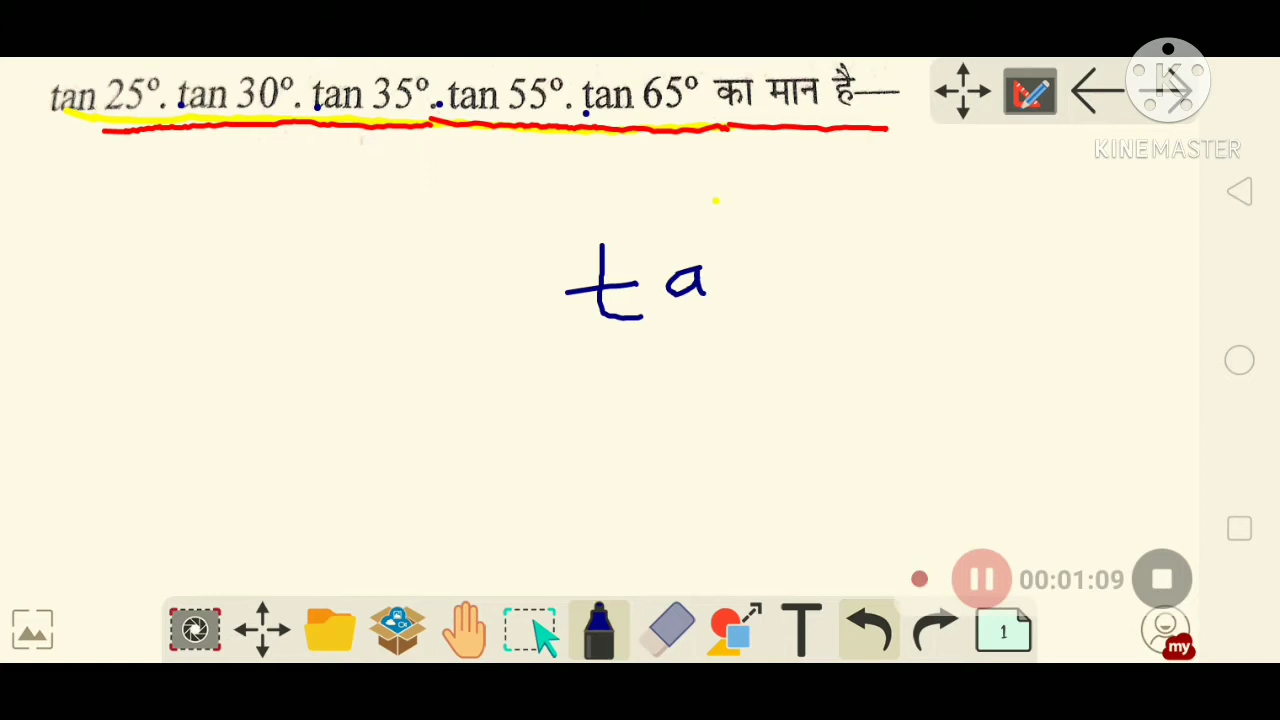 tan 25°. tan 30°. tan 35°. tan 55°. tan 65° का मान है—
K
KINEMASTER
ta
00:01:09
T
1
my